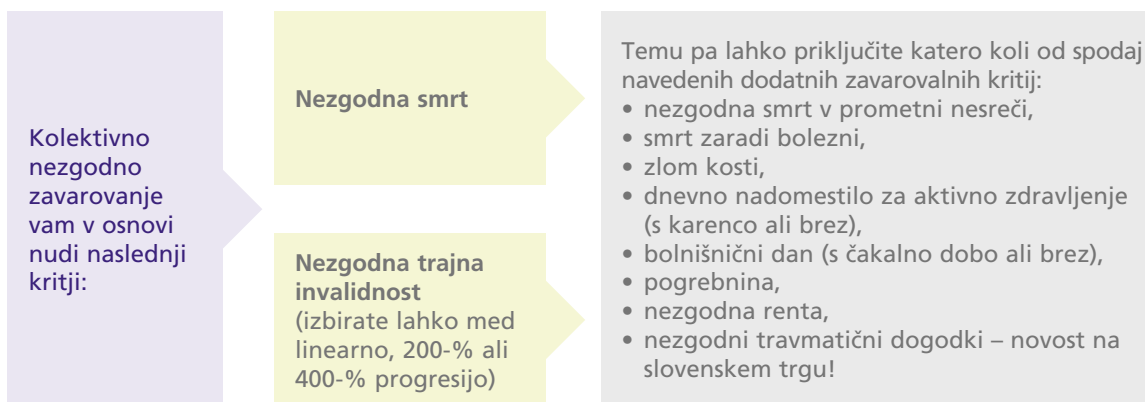 Kolektivno
nezgodno
zavarovanje
vam v osnovi
nudi naslednji
kritji:
Nezgodna smrt
Nezgodna trajna
invalidnost
(izbirate lahko med
linearno, 200-% ali
400-% progresijo)
Temu pa lahko priključite katero koli od spodaj
navedenih dodatnih zavarovalnih kritij:
• nezgodna smrt v prometni nesreči,
• smrt zaradi bolezni,
• zlom kosti,
• dnevno nadomestilo za aktivno zdravljenje
(s karenco ali brez),
• bolnišnični dan (s čakalno dobo ali brez),
• pogrebnina,
• nezgodna renta,
• nezgodni travmatični dogodki – novost na
slovenskem trgu!